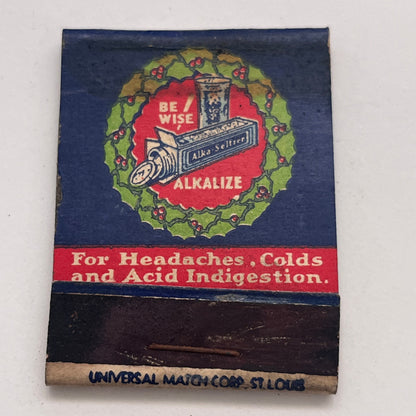 BE
WISE
Alka-Seltzer
ALKALIZE
For Headaches, Colds
and Acid Indigestion.
UNIVERSAL MATCH CORP. ST. LOUIS